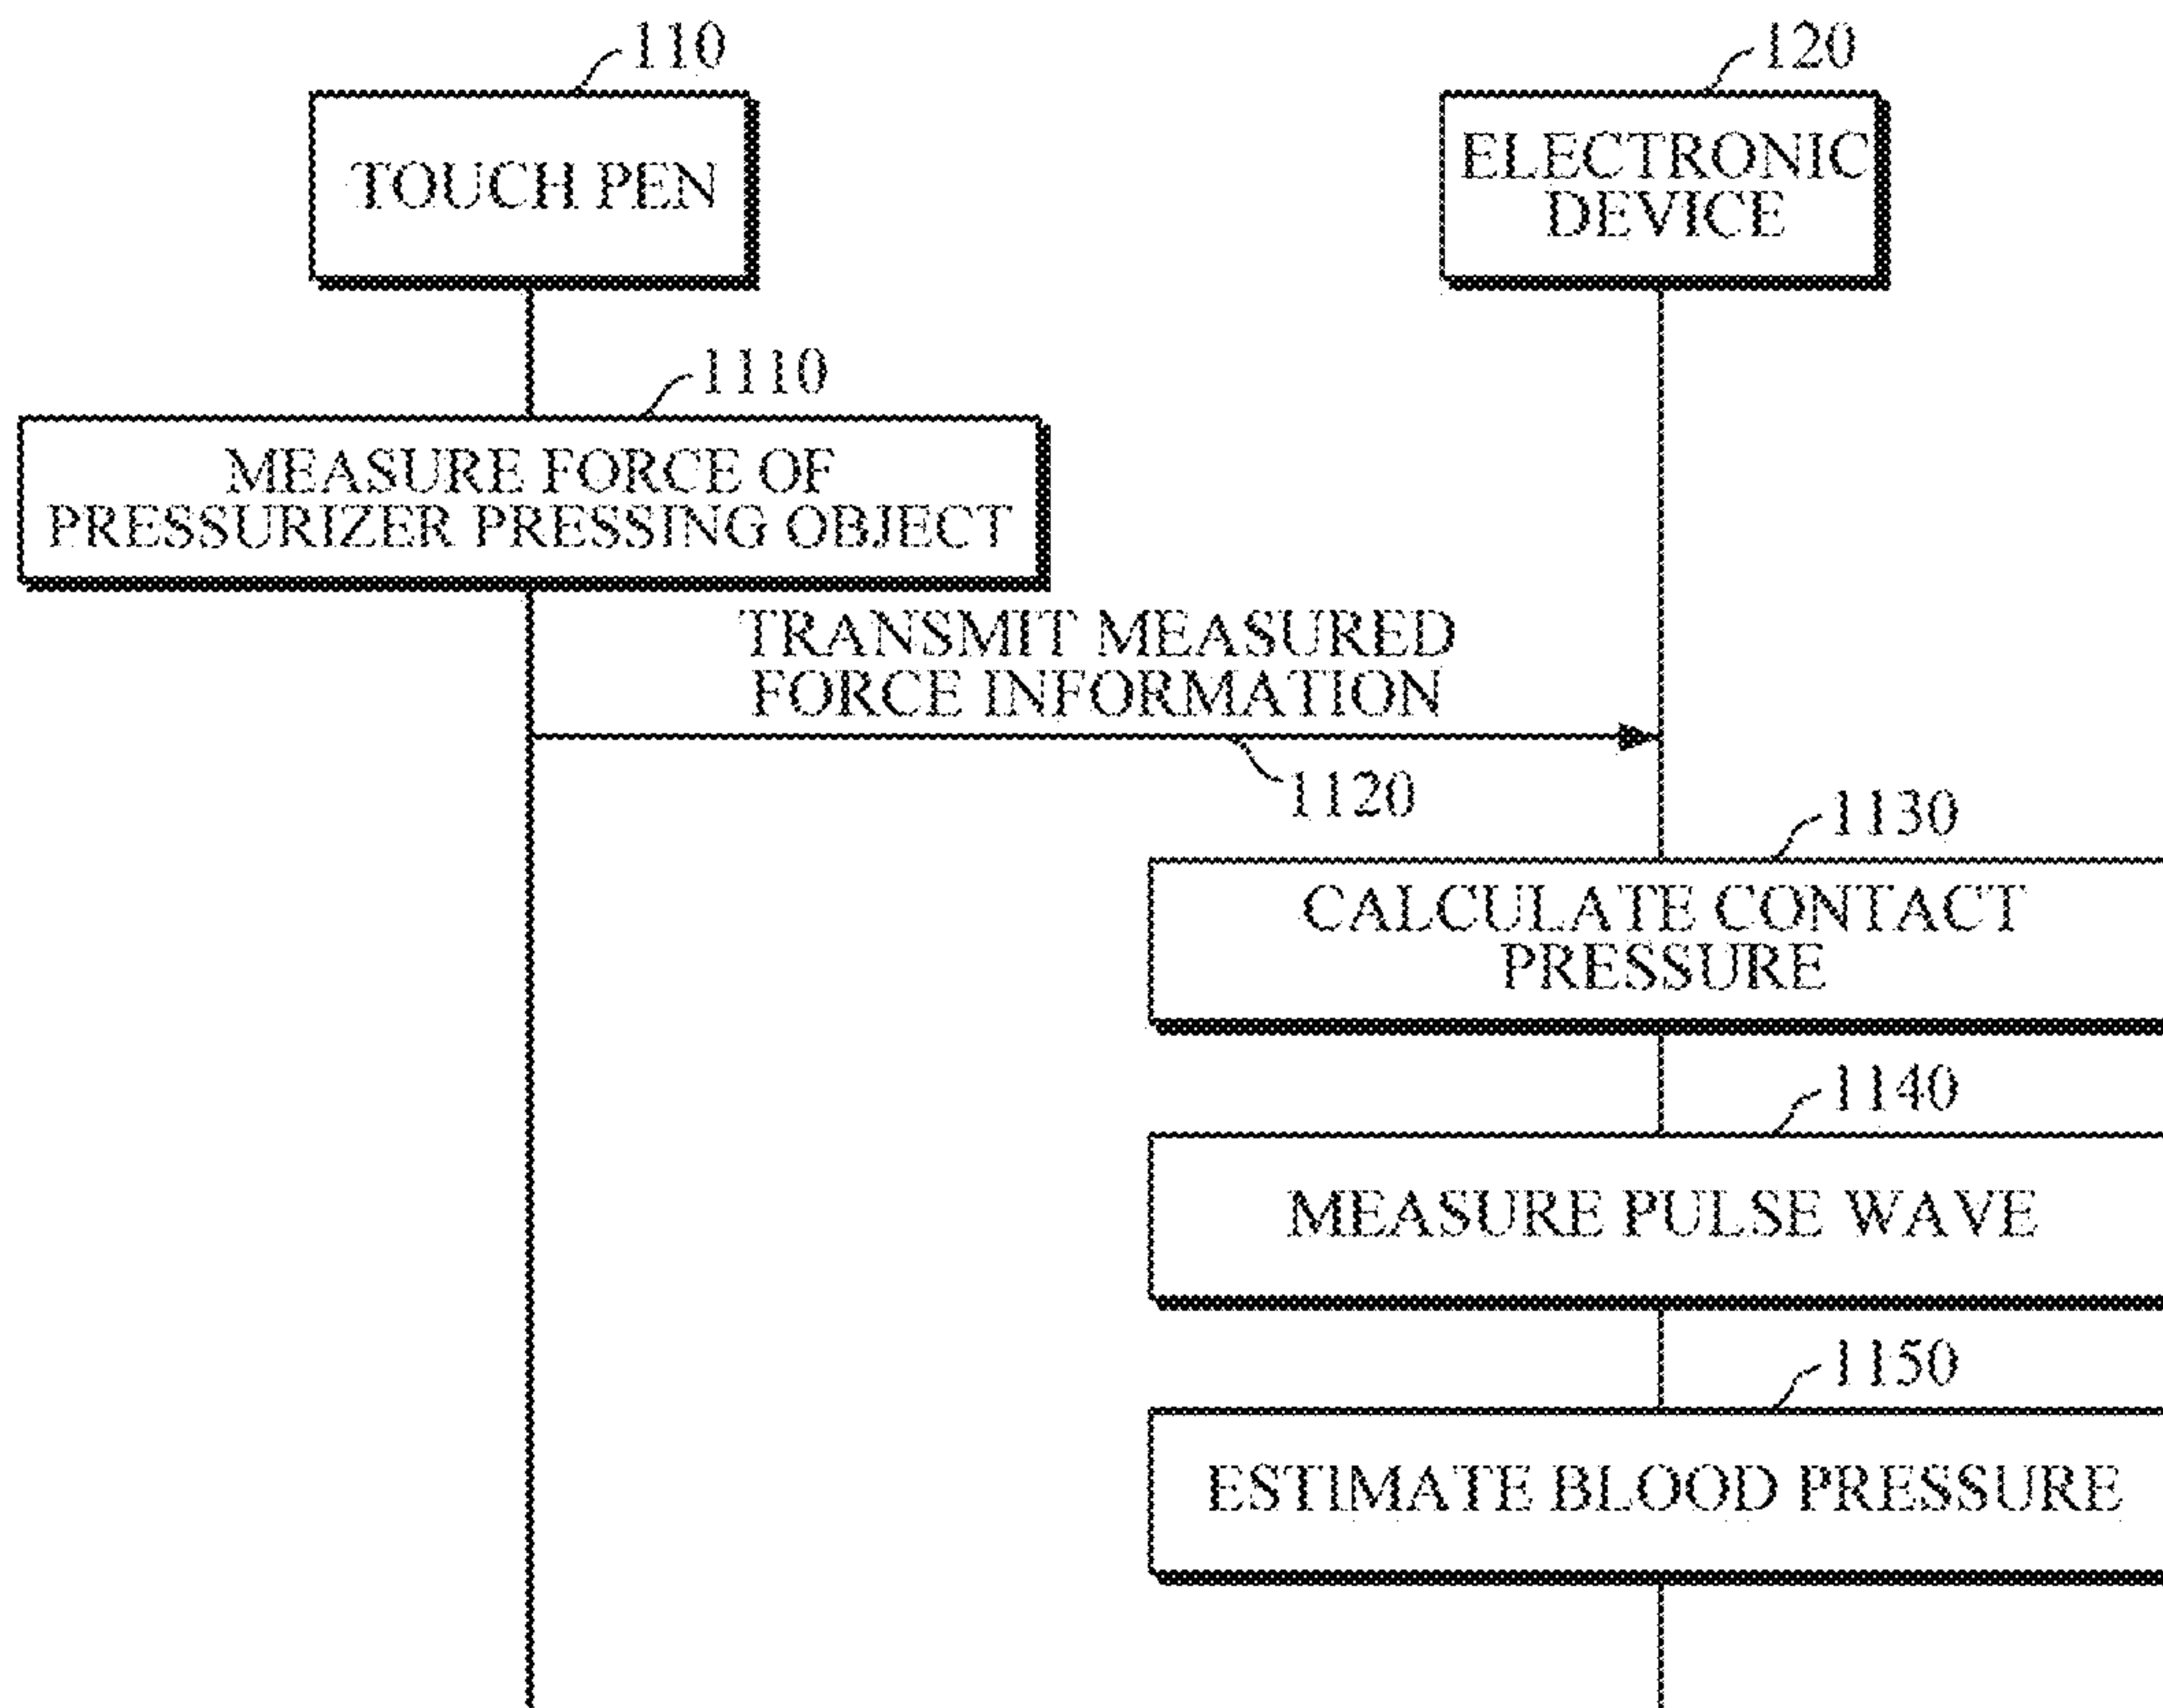 110
TOUCH PEN
120
ELECTRONIC
DEVICE
1110
MEASURE FORCE OF
PRESSURIZER PRESSING OBJECT
TRANSMIT MEASURED
FORCE INFORMATION
1120
1130
CALCULATE CONTACT
PRESSURE
1140
MEASURE PULSE WAVE
1150
ESTIMATE BLOOD PRESSURE